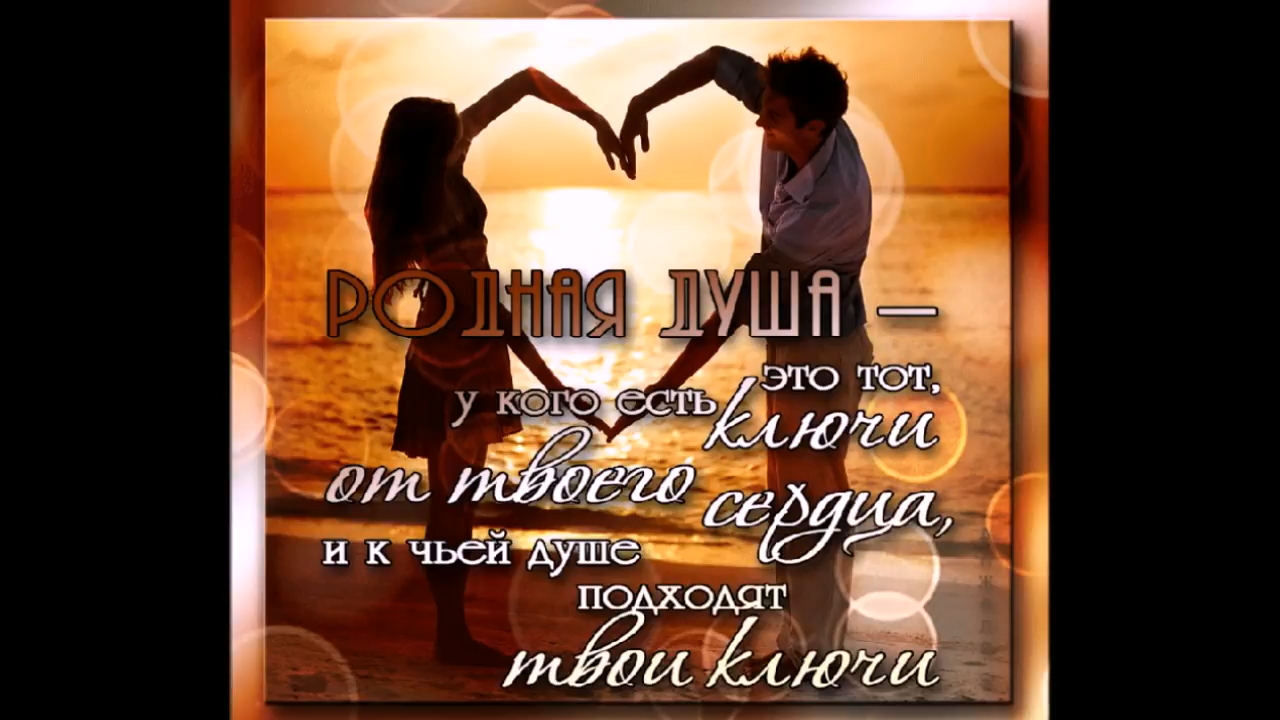 РОДНАЯ ДУША —
это тот,
у кого есть ключи
от твоего сердца,
и к чьей душе
подходят
твои ключи